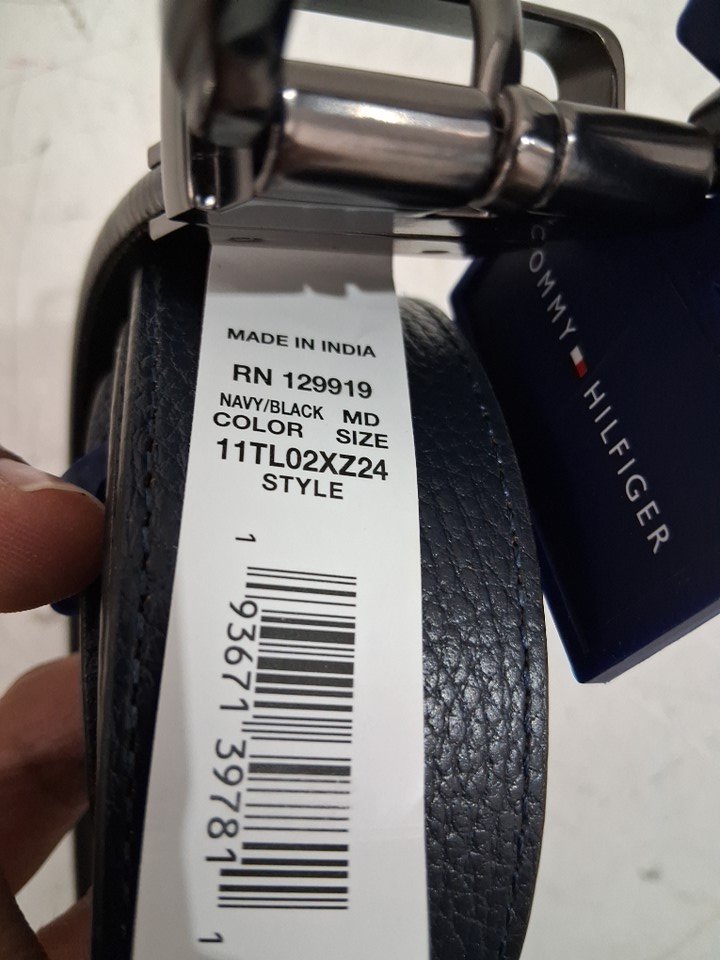 MADE IN INDIA
RN 129919
NAVY/BLACK MD
COLOR SIZE
11TL02XZ24
STYLE
1 93671 39781 1
TOMMY HILFIGER